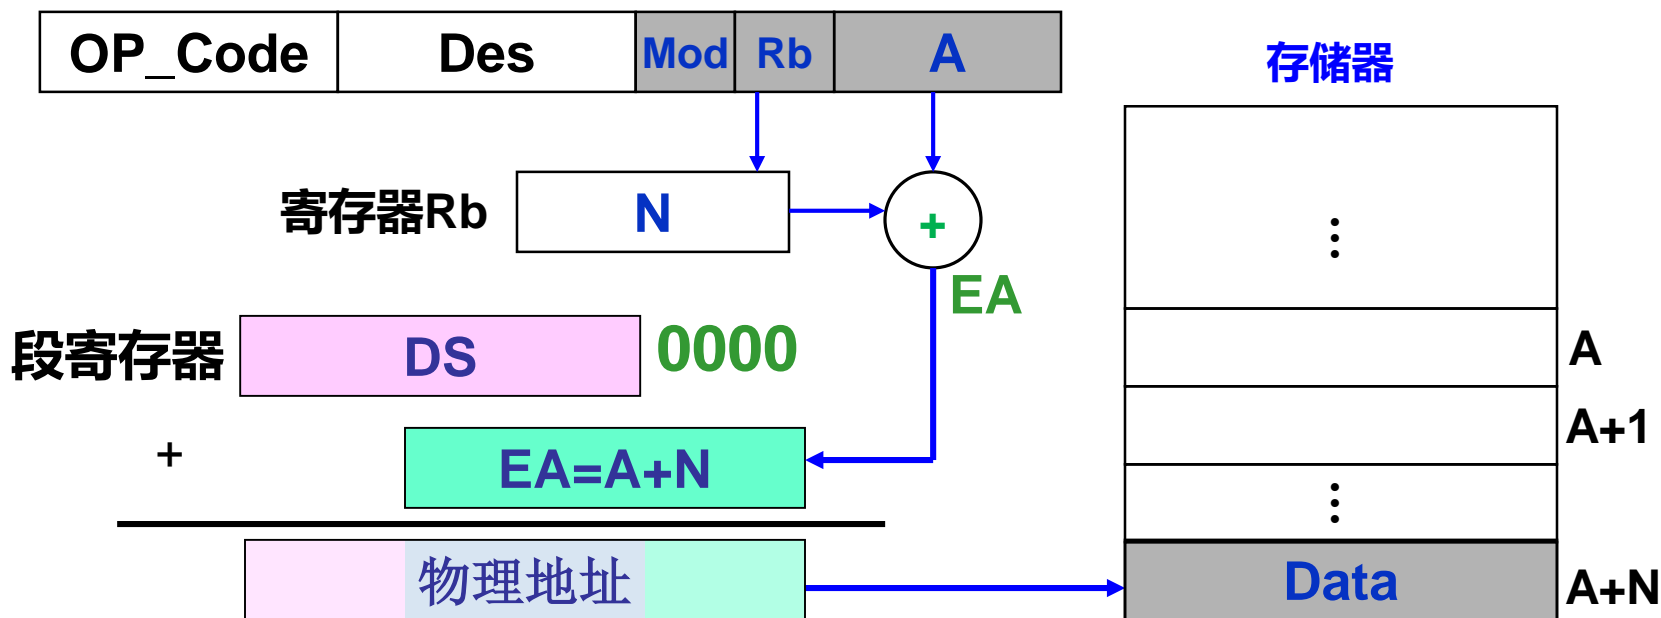 OP_Code Des Mod Rb A
存储器
寄存器Rb N +
⋮
EA
段寄存器 DS 0000
A
A+1
+ EA=A+N
⋮
物理地址 Data A+N